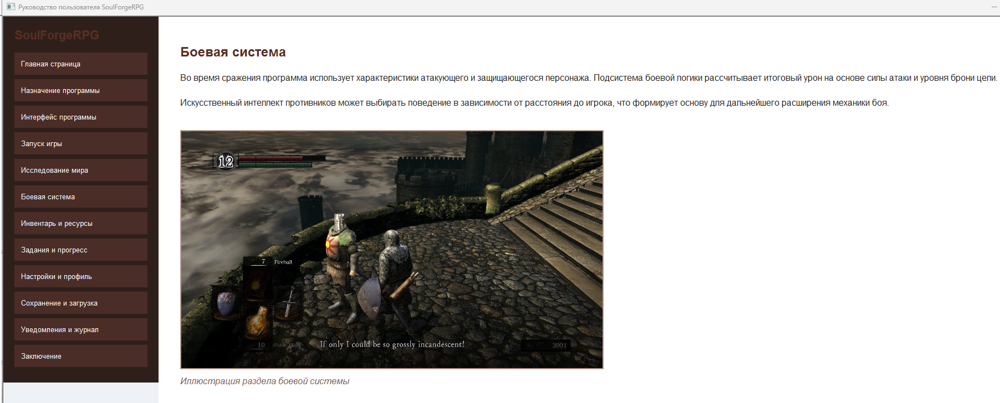 Руководство пользователя SoulForgeRPG
SoulForgeRPG
Главная страница
Назначение программы
Интерфейс программы
Запуск игры
Исследование мира
Боевая система
Инвентарь и ресурсы
Задания и прогресс
Настройки и профиль
Сохранение и загрузка
Уведомления и журнал
Заключение
Боевая система
Во время сражения программа использует характеристики атакующего и защищающегося персонажа. Подсистема боевой логики рассчитывает итоговый урон на основе силы атаки и уровня брони цели.
Искусственный интеллект противников может выбирать поведение в зависимости от расстояния до игрока, что формирует основу для дальнейшего расширения механики боя.
12
7 Fireball
10 Estus Flask
If only I could be so grossly incandescent!
3901
Иллюстрация раздела боевой системы